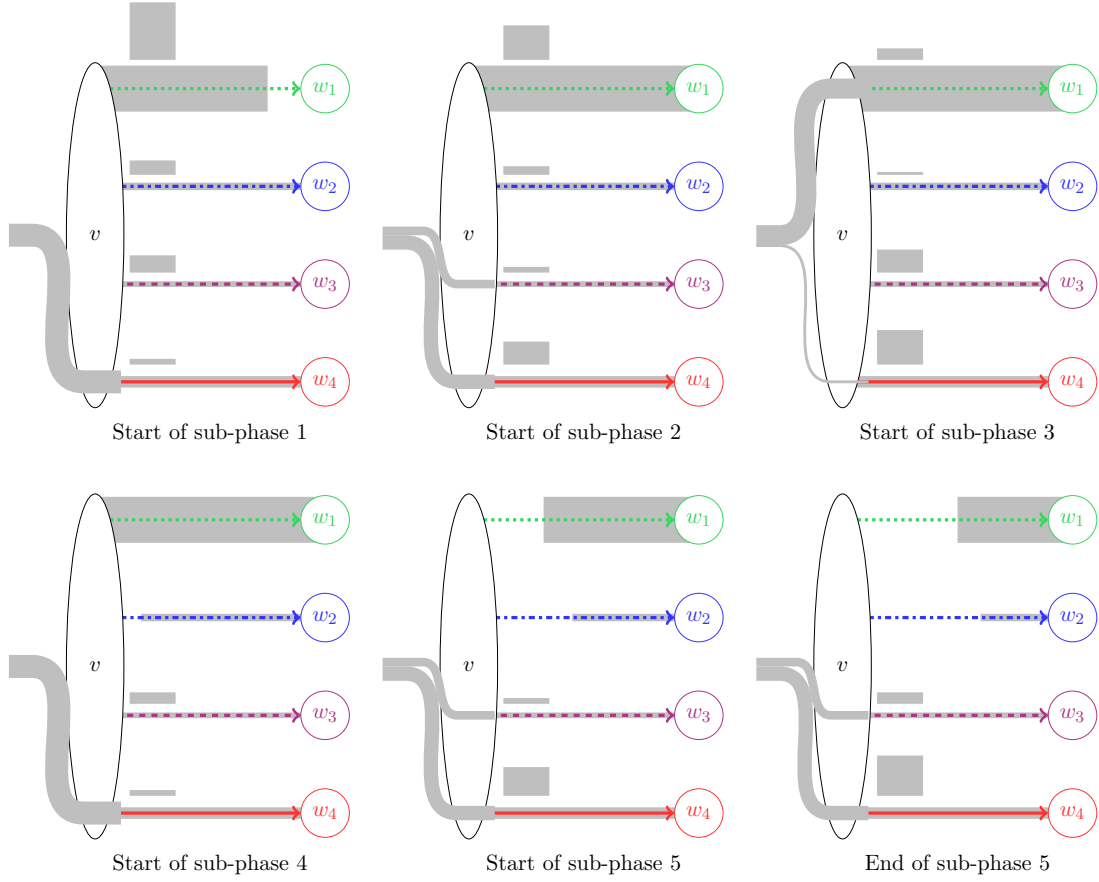 w₁ w₁ w₁
w₂ w₂ w₂
v v v
w₃ w₃ w₃
w₄ w₄ w₄
Start of sub-phase 1 Start of sub-phase 2 Start of sub-phase 3
w₁ w₁ w₁
w₂ w₂ w₂
v v v
w₃ w₃ w₃
w₄ w₄ w₄
Start of sub-phase 4 Start of sub-phase 5 End of sub-phase 5